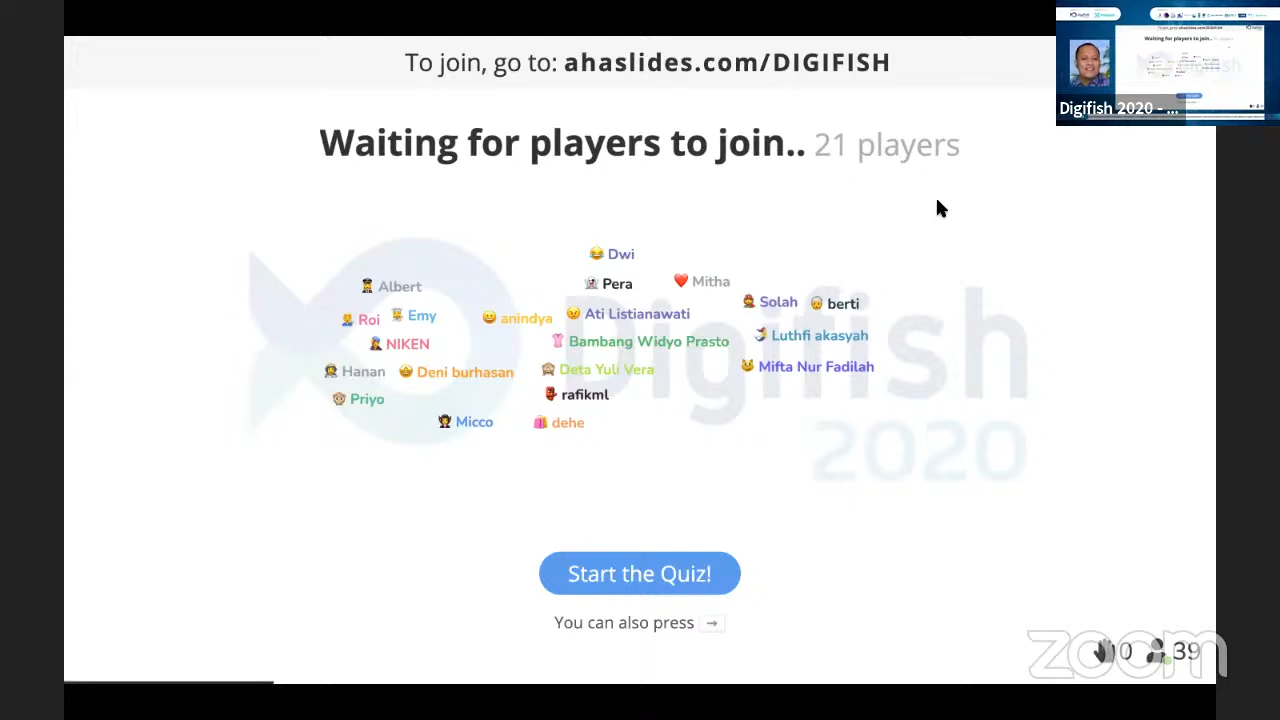 To join, go to: ahaslides.com/DIGIFISH
Digifish 2020 - ...
Waiting for players to join.. 21 players
Dwi
Albert
Pera
Mitha
Solah
berti
Roi
Emy
anindya
Ati Listianawati
Luthfi akasyah
NIKEN
Bambang Widyo Prasto
Hanan
Deni burhasan
Deta Yuli Vera
Mifta Nur Fadilah
Priyo
rafikml
Micco
dehe
Digifish
2020
Start the Quiz!
You can also press →
0 39
zoom